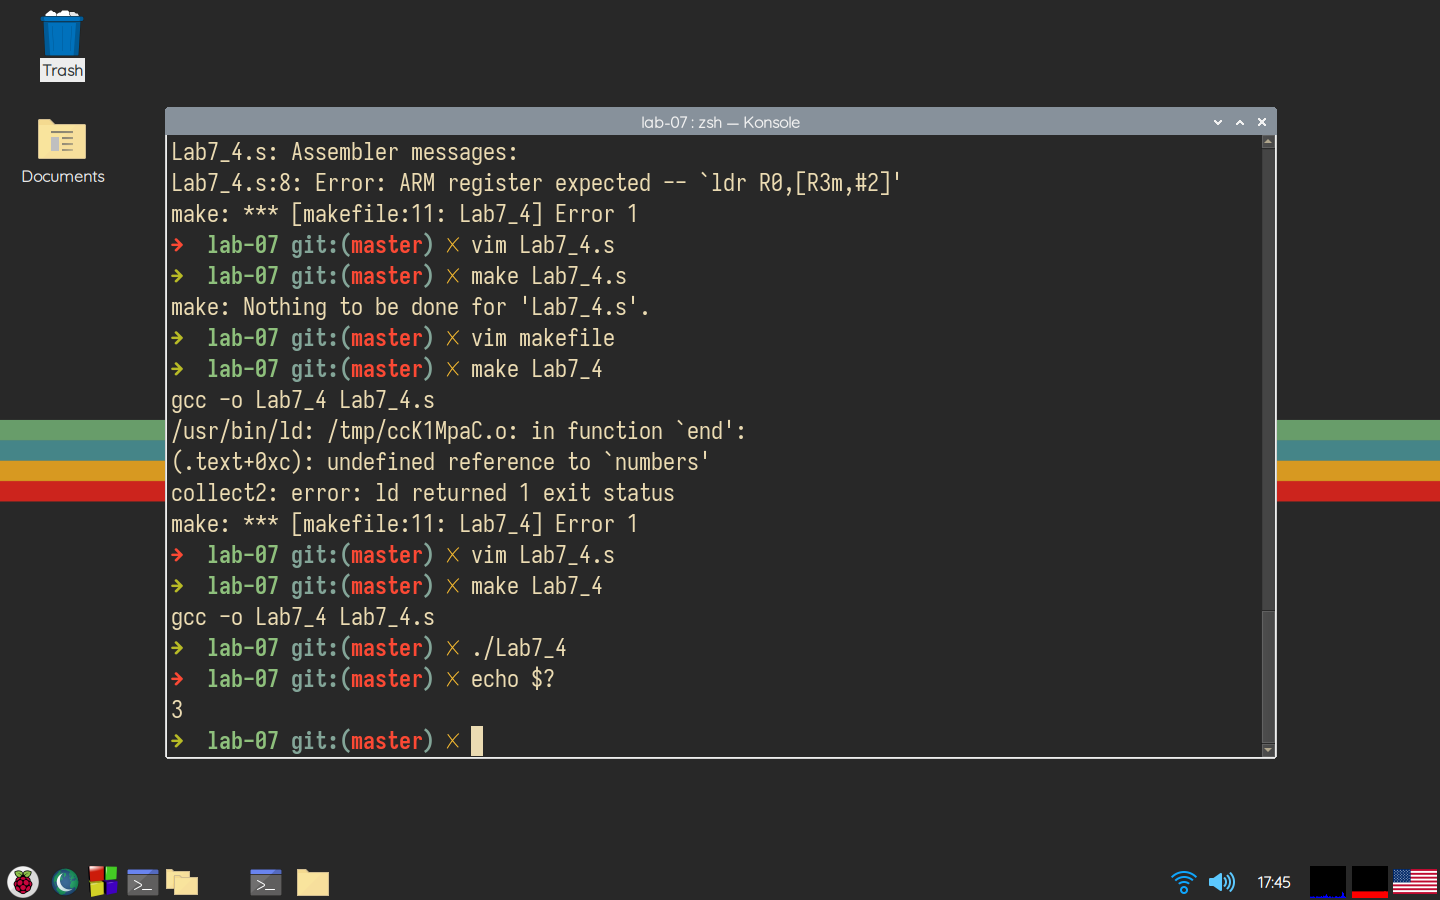 Trash
Documents
lab-07 : zsh — Konsole
Lab7_4.s: Assembler messages:
Lab7_4.s:8: Error: ARM register expected -- `ldr R0,[R3m,#2]'
make: *** [makefile:11: Lab7_4] Error 1
➜  lab-07 git:(master) ✗ vim Lab7_4.s
➜  lab-07 git:(master) ✗ make Lab7_4.s
make: Nothing to be done for 'Lab7_4.s'.
➜  lab-07 git:(master) ✗ vim makefile
➜  lab-07 git:(master) ✗ make Lab7_4
gcc -o Lab7_4 Lab7_4.s
/usr/bin/ld: /tmp/ccK1MpaC.o: in function `end':
(.text+0xc): undefined reference to `numbers'
collect2: error: ld returned 1 exit status
make: *** [makefile:11: Lab7_4] Error 1
➜  lab-07 git:(master) ✗ vim Lab7_4.s
➜  lab-07 git:(master) ✗ make Lab7_4
gcc -o Lab7_4 Lab7_4.s
➜  lab-07 git:(master) ✗ ./Lab7_4
➜  lab-07 git:(master) ✗ echo $?
3
➜  lab-07 git:(master) ✗
17:45